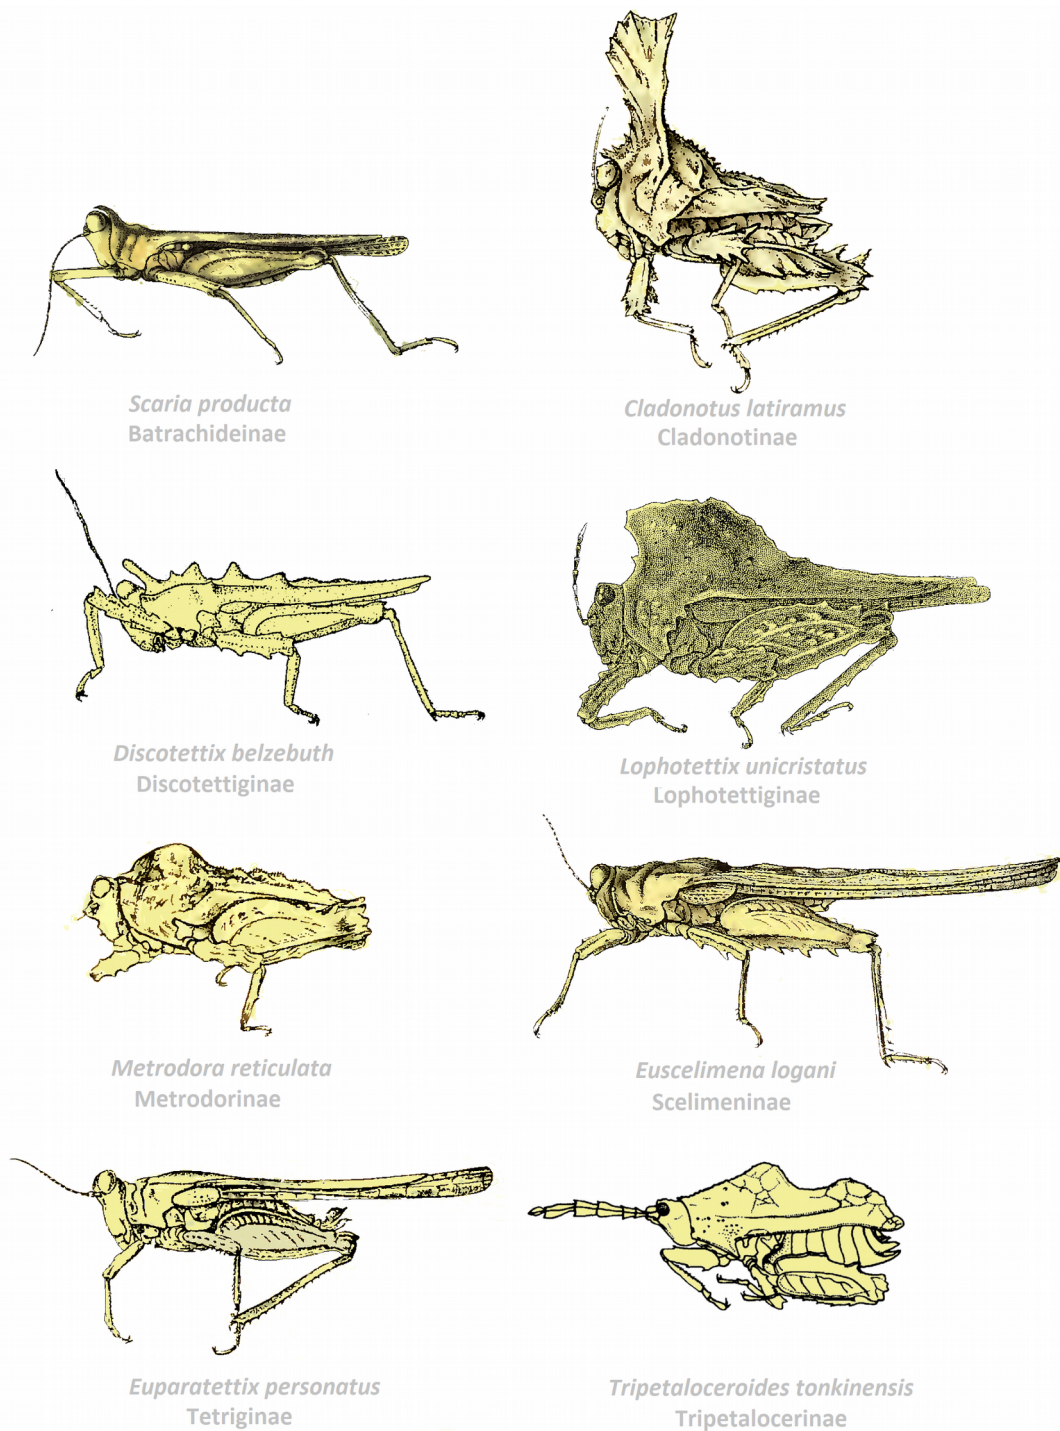 Scaria producta
Batrachideinae
Cladonotus latiramus
Cladonotinae
Discotettix belzebuth
Discotettiginae
Lophotettix unicristatus
Lophotettiginae
Metrodora reticulata
Metrodorinae
Euscelimena logani
Scelimeninae
Euparatettix personatus
Tetriginae
Tripetaloceroides tonkinensis
Tripetalocerinae